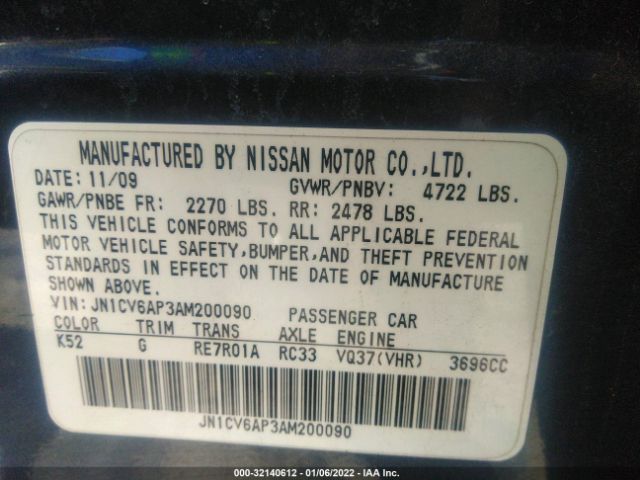 MANUFACTURED BY NISSAN MOTOR CO.,LTD.
DATE: 11/09 GVWR/PNBV: 4722 LBS.
GAWR/PNBE FR: 2270 LBS. RR: 2478 LBS.
THIS VEHICLE CONFORMS TO ALL APPLICABLE FEDERAL
MOTOR VEHICLE SAFETY,BUMPER,AND THEFT PREVENTION
STANDARDS IN EFFECT ON THE DATE OF MANUFACTURE
SHOWN ABOVE.
VIN: JN1CV6AP3AM200090 PASSENGER CAR
COLOR TRIM TRANS AXLE ENGINE
K52 G RE7R01A RC33 VQ37(VHR) 3696CC
JN1CV6AP3AM200090
000-32140612 - 01/06/2022 - IAA Inc.